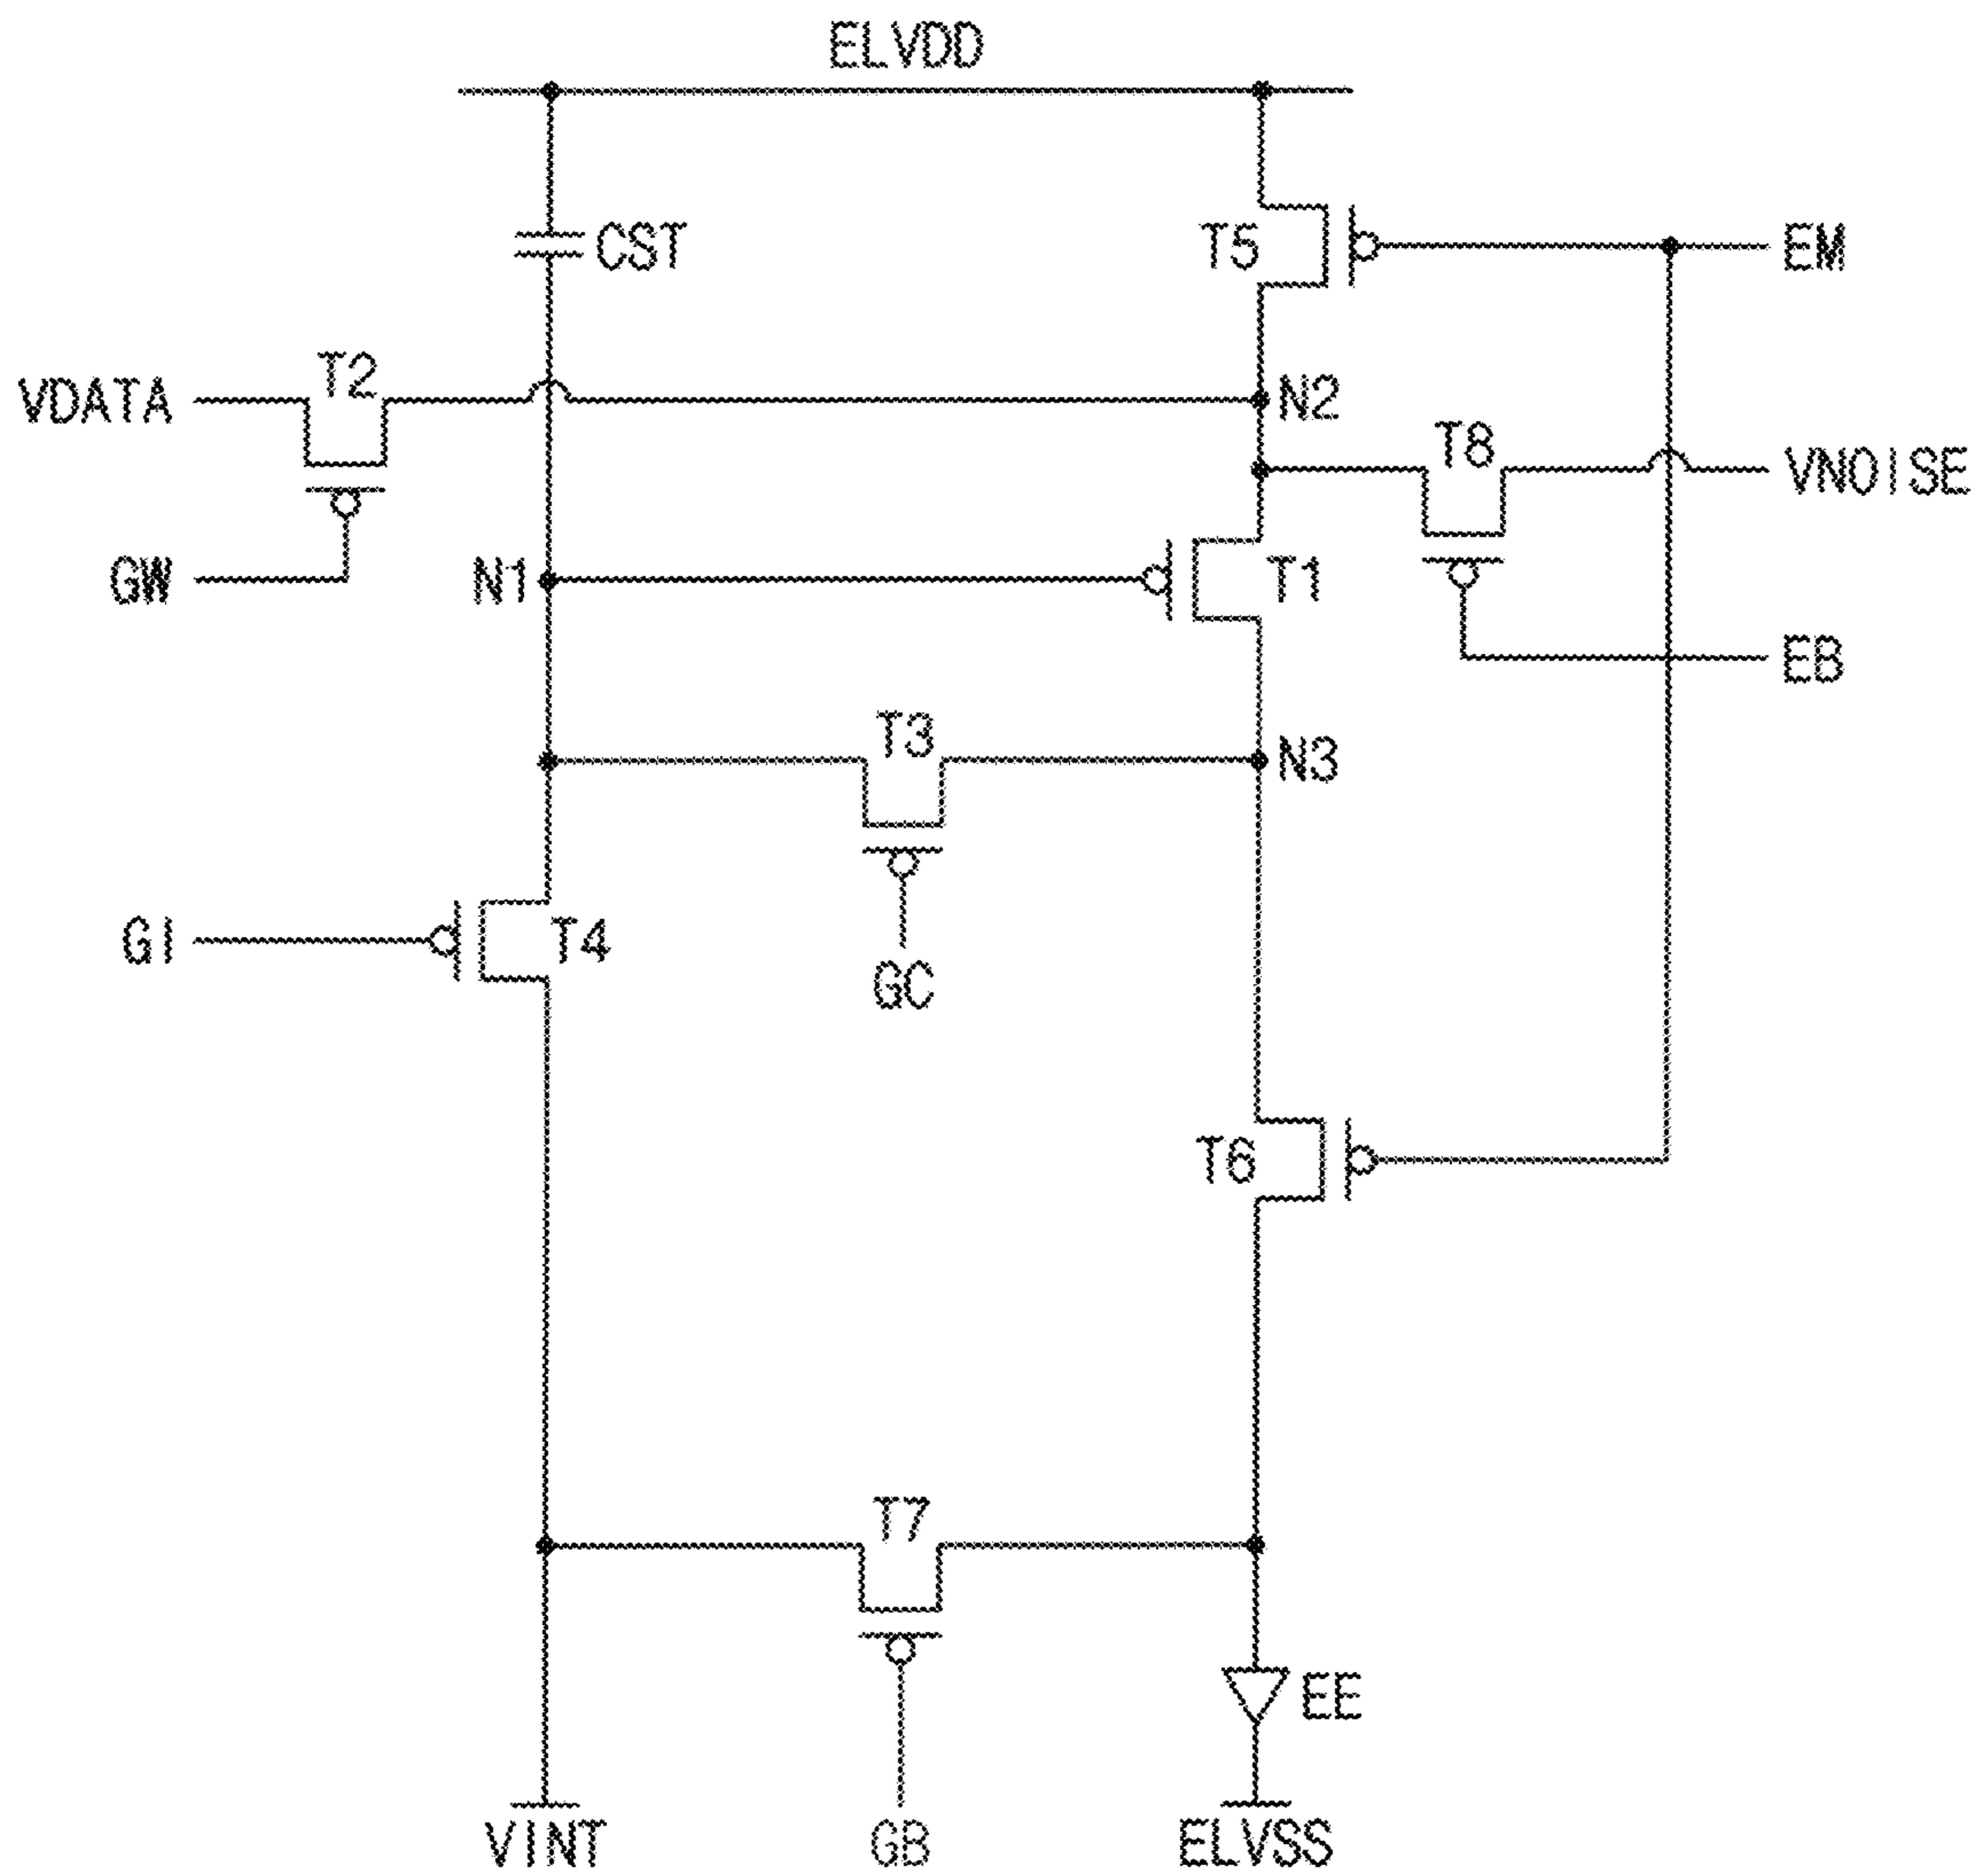 ELVDD
CST
T5
EM
T2
VDATA
N2
T8
VNOISE
GW
N1
T1
EB
T3
N3
GI
T4
GC
T6
T7
EE
VINT
GB
ELVSS